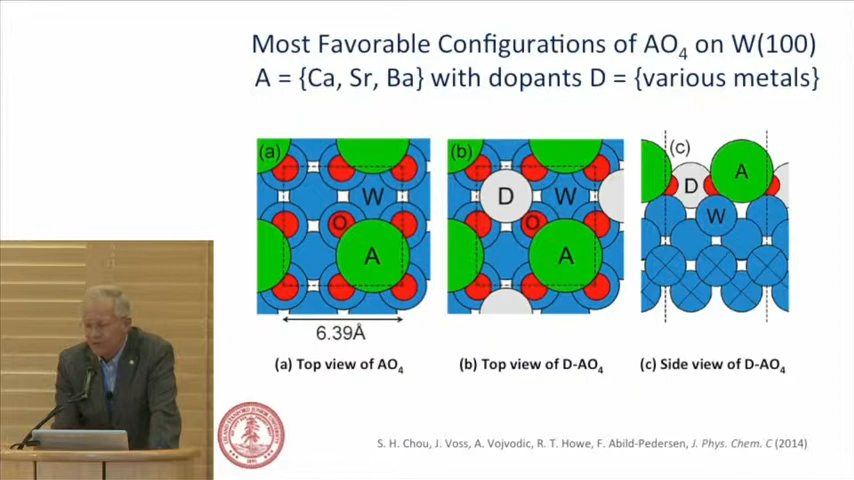 Most Favorable Configurations of AO₄ on W(100)
A = {Ca, Sr, Ba} with dopants D = {various metals}
(a)
W
O
A
6.39Å
(a) Top view of AO₄
(b)
D
W
O
A
(b) Top view of D-AO₄
(c)
A
D
W
(c) Side view of D-AO₄
S. H. Chou, J. Voss, A. Vojvodic, R. T. Howe, F. Abild-Pedersen, J. Phys. Chem. C (2014)